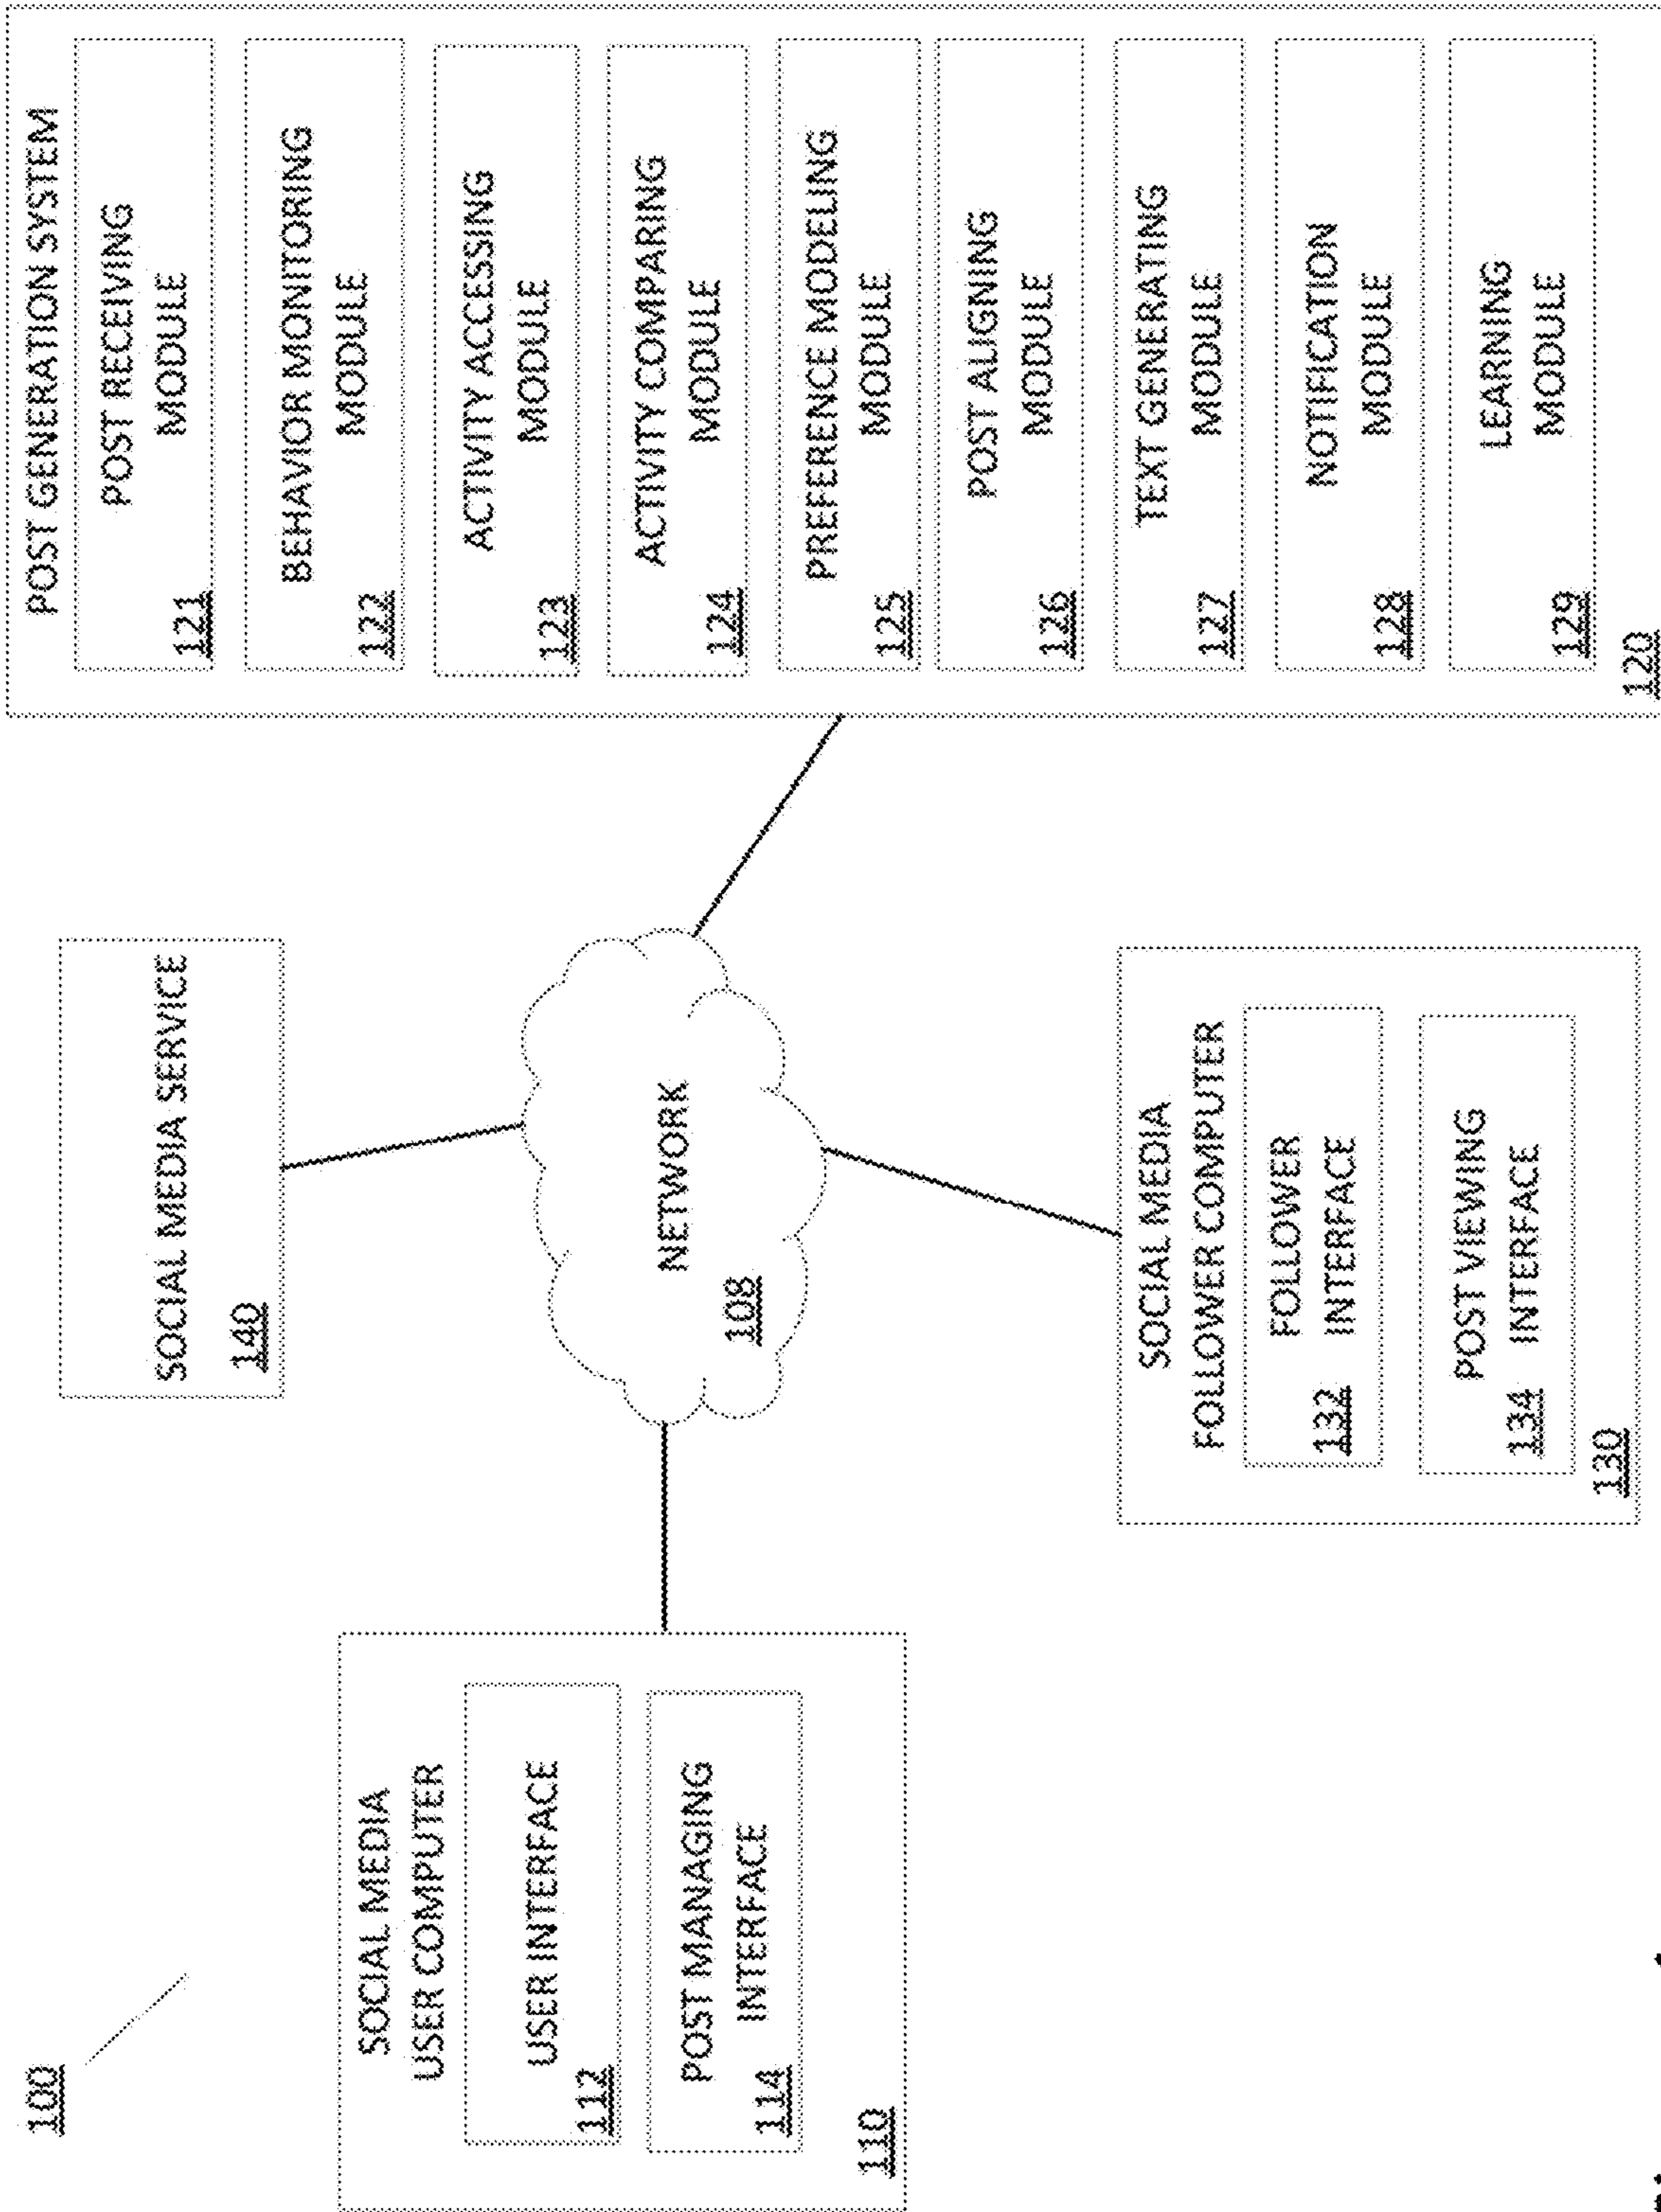 100
SOCIAL MEDIA
USER COMPUTER
USER INTERFACE
112
POST MANAGING
INTERFACE
114
110
SOCIAL MEDIA SERVICE
140
NETWORK
108
SOCIAL MEDIA
FOLLOWER COMPUTER
FOLLOWER
INTERFACE
132
POST VIEWING
INTERFACE
134
130
POST GENERATION SYSTEM
POST RECEIVING
MODULE
121
BEHAVIOR MONITORING
MODULE
122
ACTIVITY ACCESSING
MODULE
123
ACTIVITY COMPARING
MODULE
124
PREFERENCE MODELING
MODULE
125
POST ALIGNING
MODULE
126
TEXT GENERATING
MODULE
127
NOTIFICATION
MODULE
128
LEARNING
MODULE
129
120